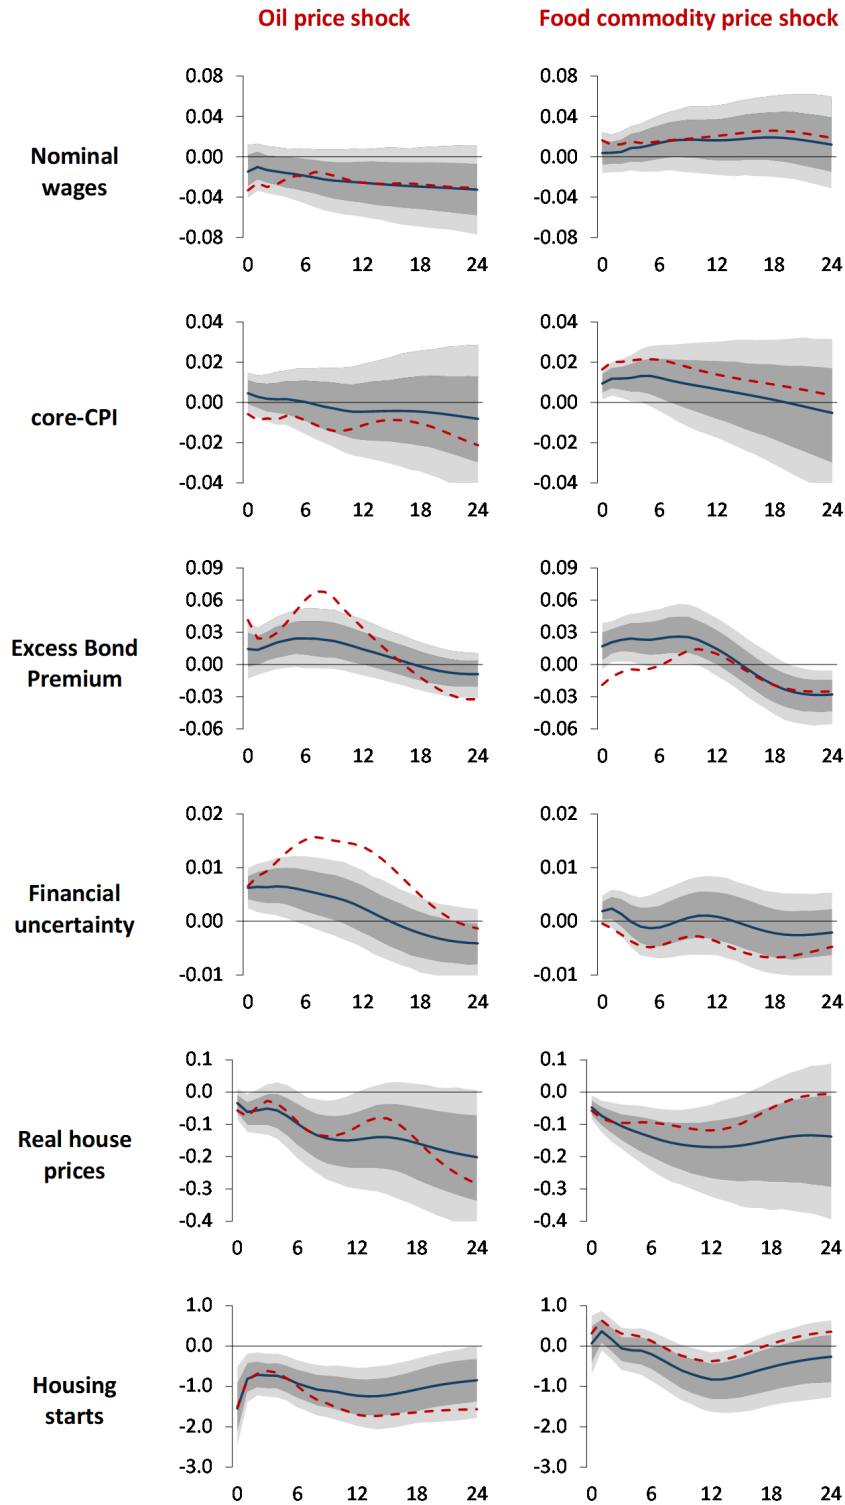 Oil price shock
Food commodity price shock
Nominal
wages
0.08
0.04
0.00
-0.04
-0.08
0 6 12 18 24
0.08
0.04
0.00
-0.04
-0.08
0 6 12 18 24
core-CPI
0.04
0.02
0.00
-0.02
-0.04
0 6 12 18 24
0.04
0.02
0.00
-0.02
-0.04
0 6 12 18 24
Excess Bond
Premium
0.09
0.06
0.03
0.00
-0.03
-0.06
0 6 12 18 24
0.09
0.06
0.03
0.00
-0.03
-0.06
0 6 12 18 24
Financial
uncertainty
0.02
0.01
0.00
-0.01
0 6 12 18 24
0.02
0.01
0.00
-0.01
0 6 12 18 24
Real house
prices
0.1
0.0
-0.1
-0.2
-0.3
-0.4
0 6 12 18 24
0.1
0.0
-0.1
-0.2
-0.3
-0.4
0 6 12 18 24
Housing
starts
1.0
0.0
-1.0
-2.0
-3.0
0 6 12 18 24
1.0
0.0
-1.0
-2.0
-3.0
0 6 12 18 24